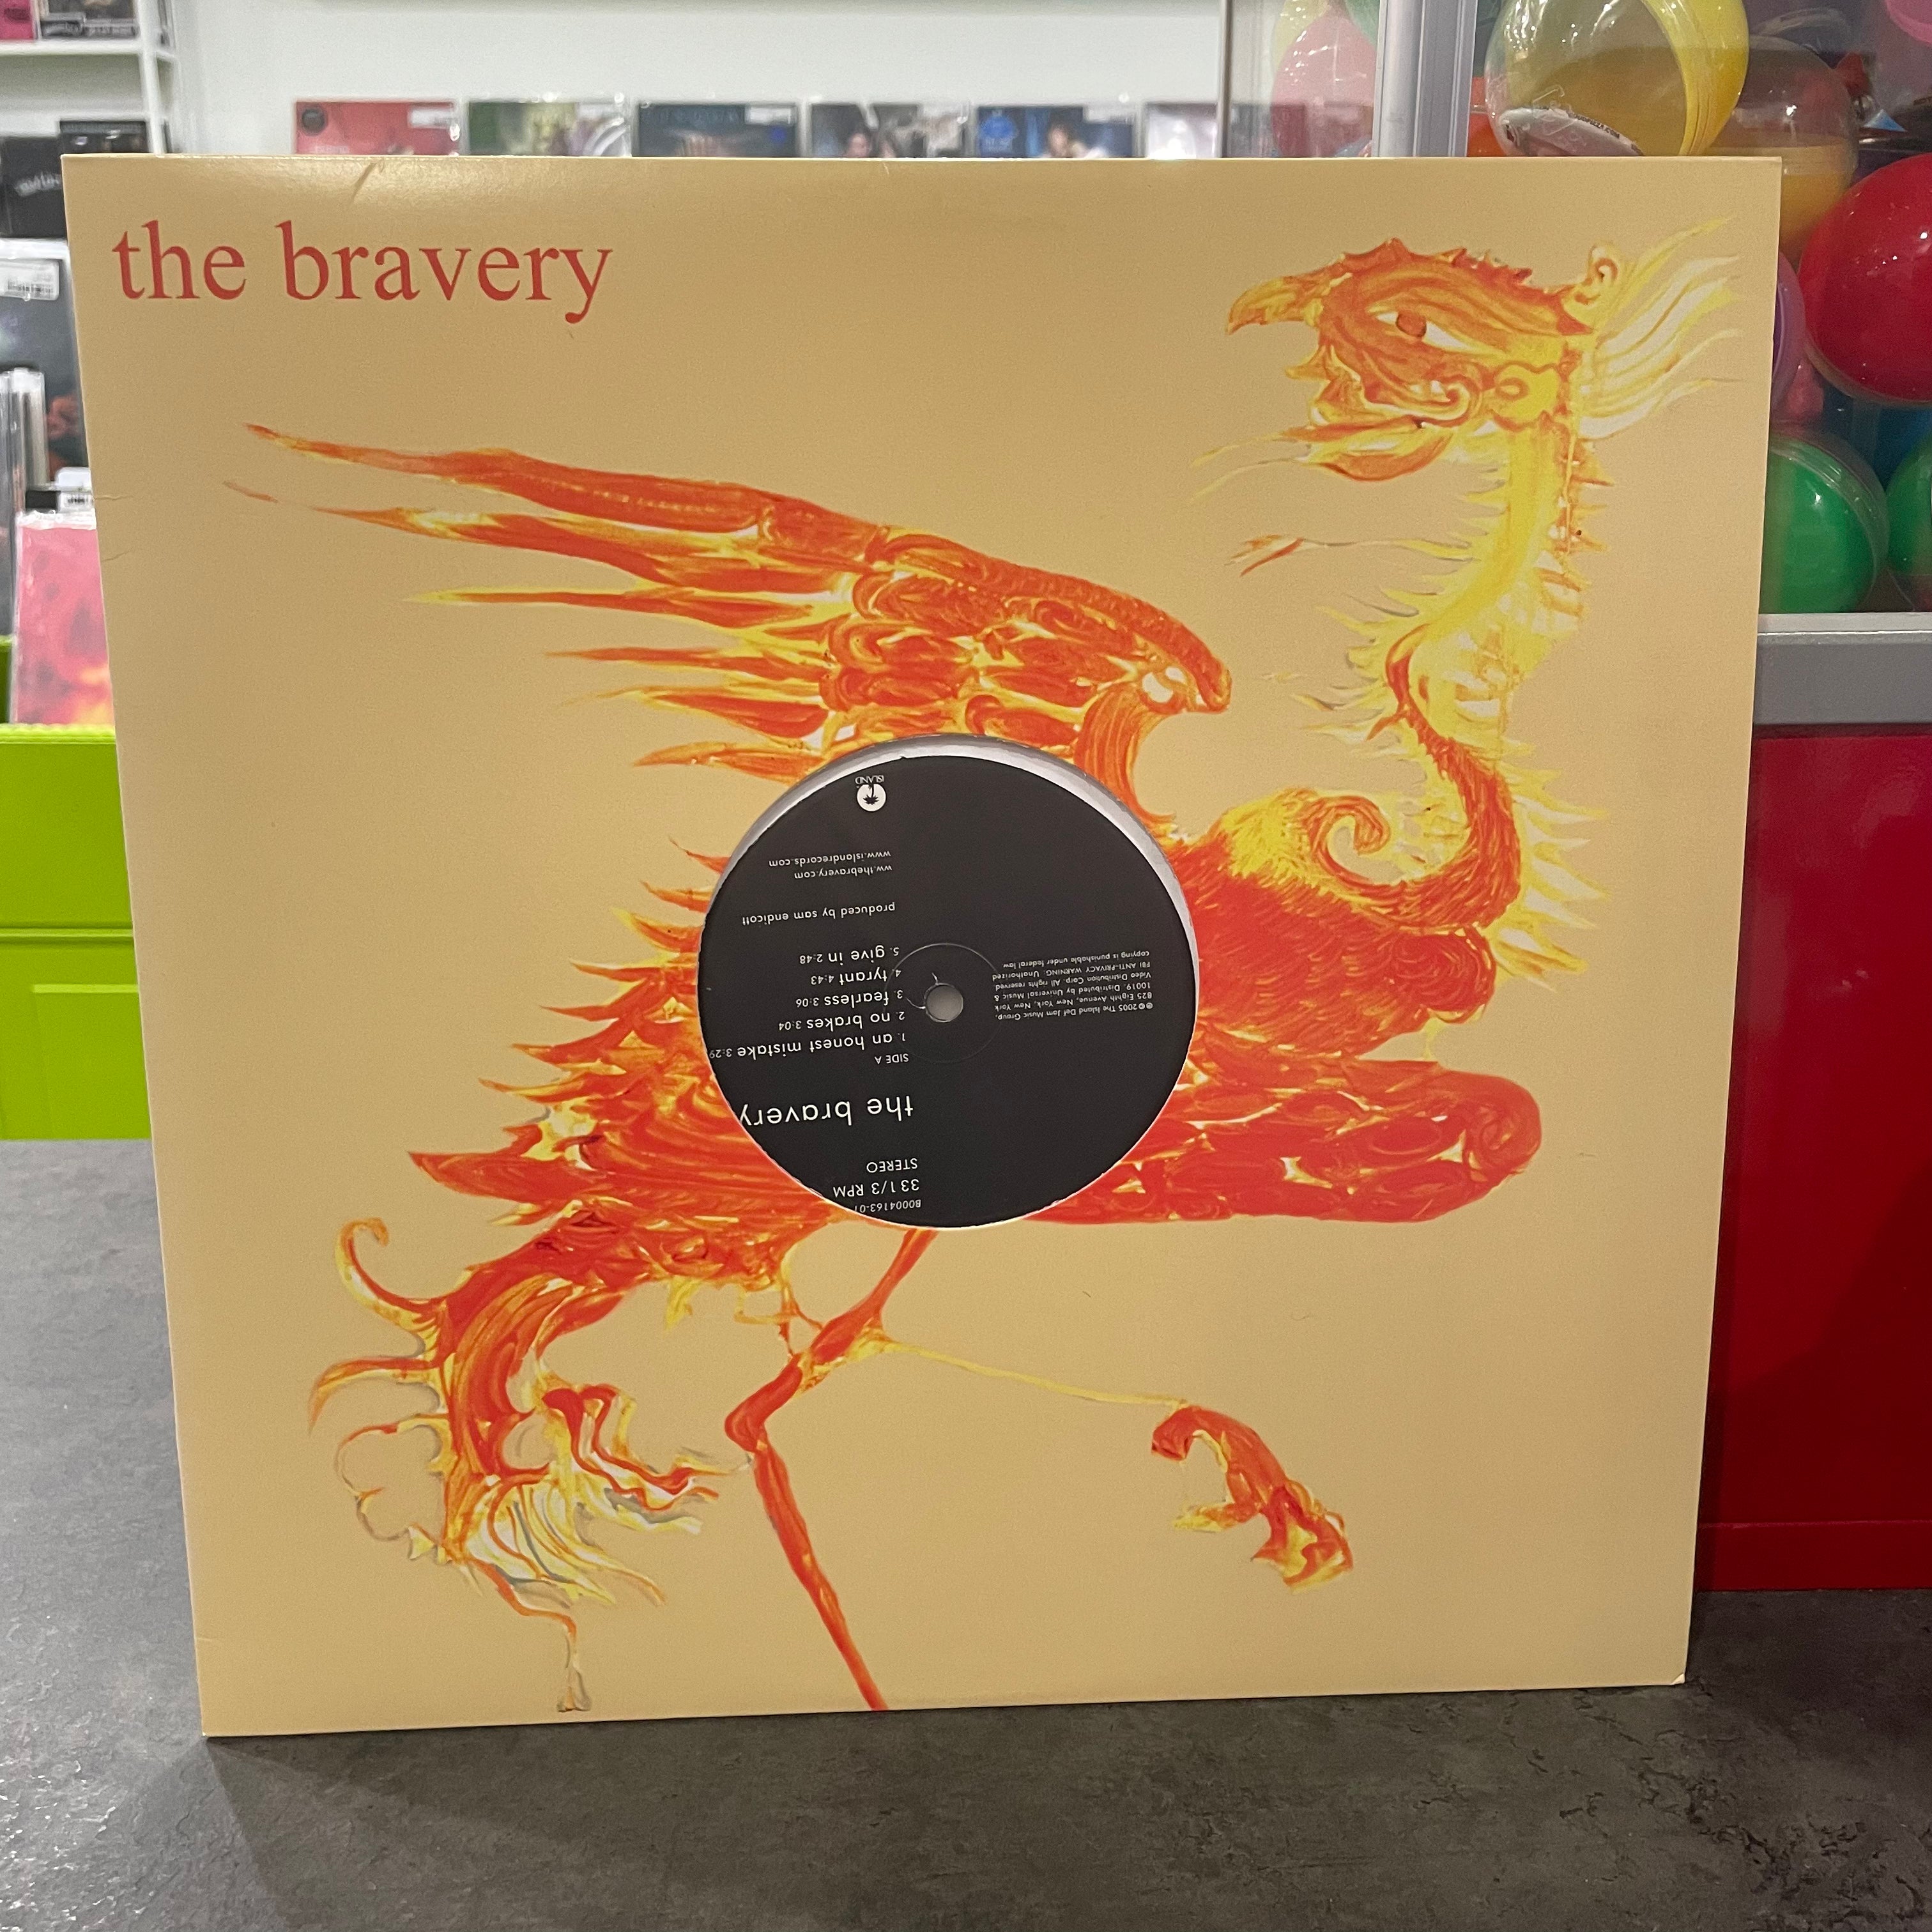 the bravery
B0004163-01
33 1/3 RPM
STEREO
the bravery
SIDE A
1. an honest mistake 3:29
2. no brakes 3:04
3. fearless 3:06
4. tyrant 4:43
5. give in 2:48
produced by sam endicott
www.thebravery.com
www.islandrecords.com
ISLAND
℗©2005 The Island Def Jam Music Group,
825 Eighth Avenue, New York, New York
10019. Distributed by Universal Music &
Video Distribution Corp. All rights reserved.
FBI ANTI-PIRACY WARNING: Unauthorized
copying is punishable under federal law